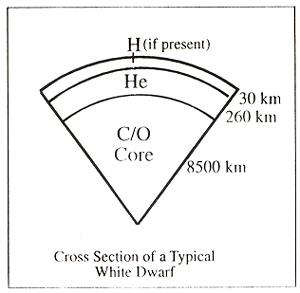 H (if present)
He
30 km
260 km
C/O
Core
8500 km
Cross Section of a Typical
White Dwarf